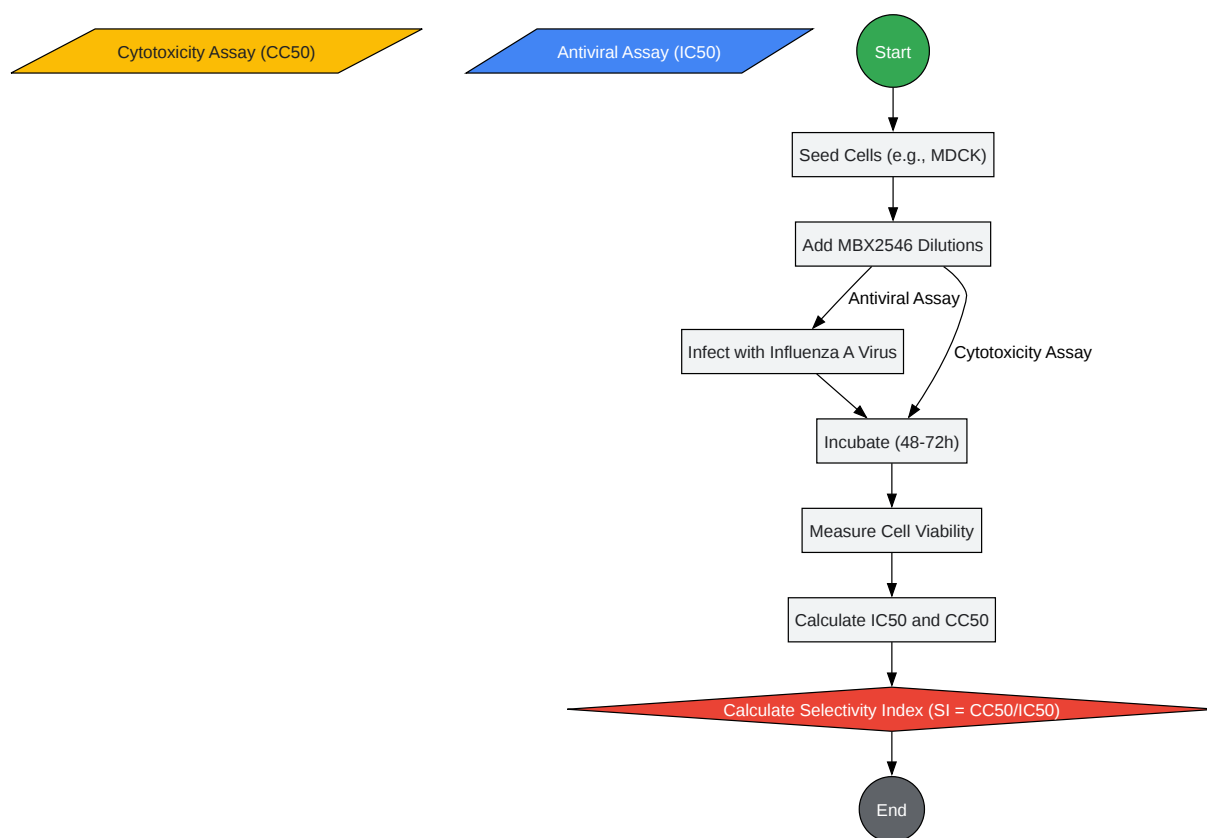 Cytotoxicity Assay (CC50)
Antiviral Assay (IC50)
Start
Seed Cells (e.g., MDCK)
Add MBX2546 Dilutions
Antiviral Assay
Infect with Influenza A Virus
Cytotoxicity Assay
Incubate (48-72h)
Measure Cell Viability
Calculate IC50 and CC50
Calculate Selectivity Index (SI = CC50/IC50)
End